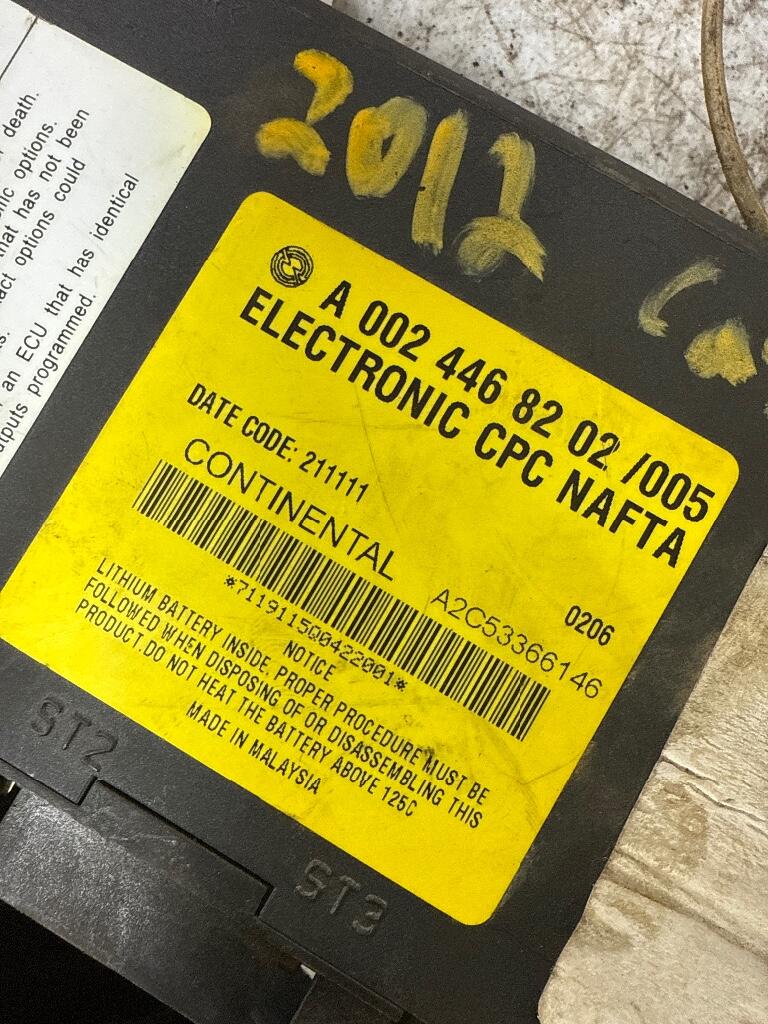 death.
options.
that has not been
options could
an ECU that has identical
programmed.
2012
A 002 446 82 02 /005
ELECTRONIC CPC NAFTA
DATE CODE: 211111
CONTINENTAL
A2C53366146
0206
*7119115Q0422001*
NOTICE
LITHIUM BATTERY INSIDE, PROPER PROCEDURE MUST BE
FOLLOWED WHEN DISPOSING OF OR DISASSEMBLING THIS
PRODUCT.DO NOT HEAT THE BATTERY ABOVE 125C
MADE IN MALAYSIA
ST2
ST3